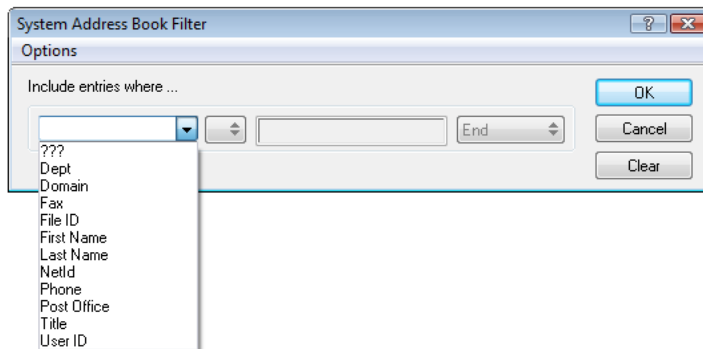 System Address Book Filter
Options
Include entries where ...
OK
End
Cancel
Clear
???
Dept
Domain
Fax
File ID
First Name
Last Name
NetId
Phone
Post Office
Title
User ID